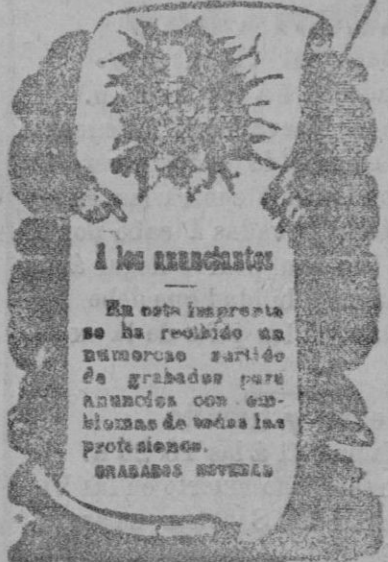 Á los anunciantes
En esta imprenta
se ha recibido un
numeroso surtido
de grabados para
anuncios con em-
blemas de todas las
profesiones.
GRABADOS NOVELES